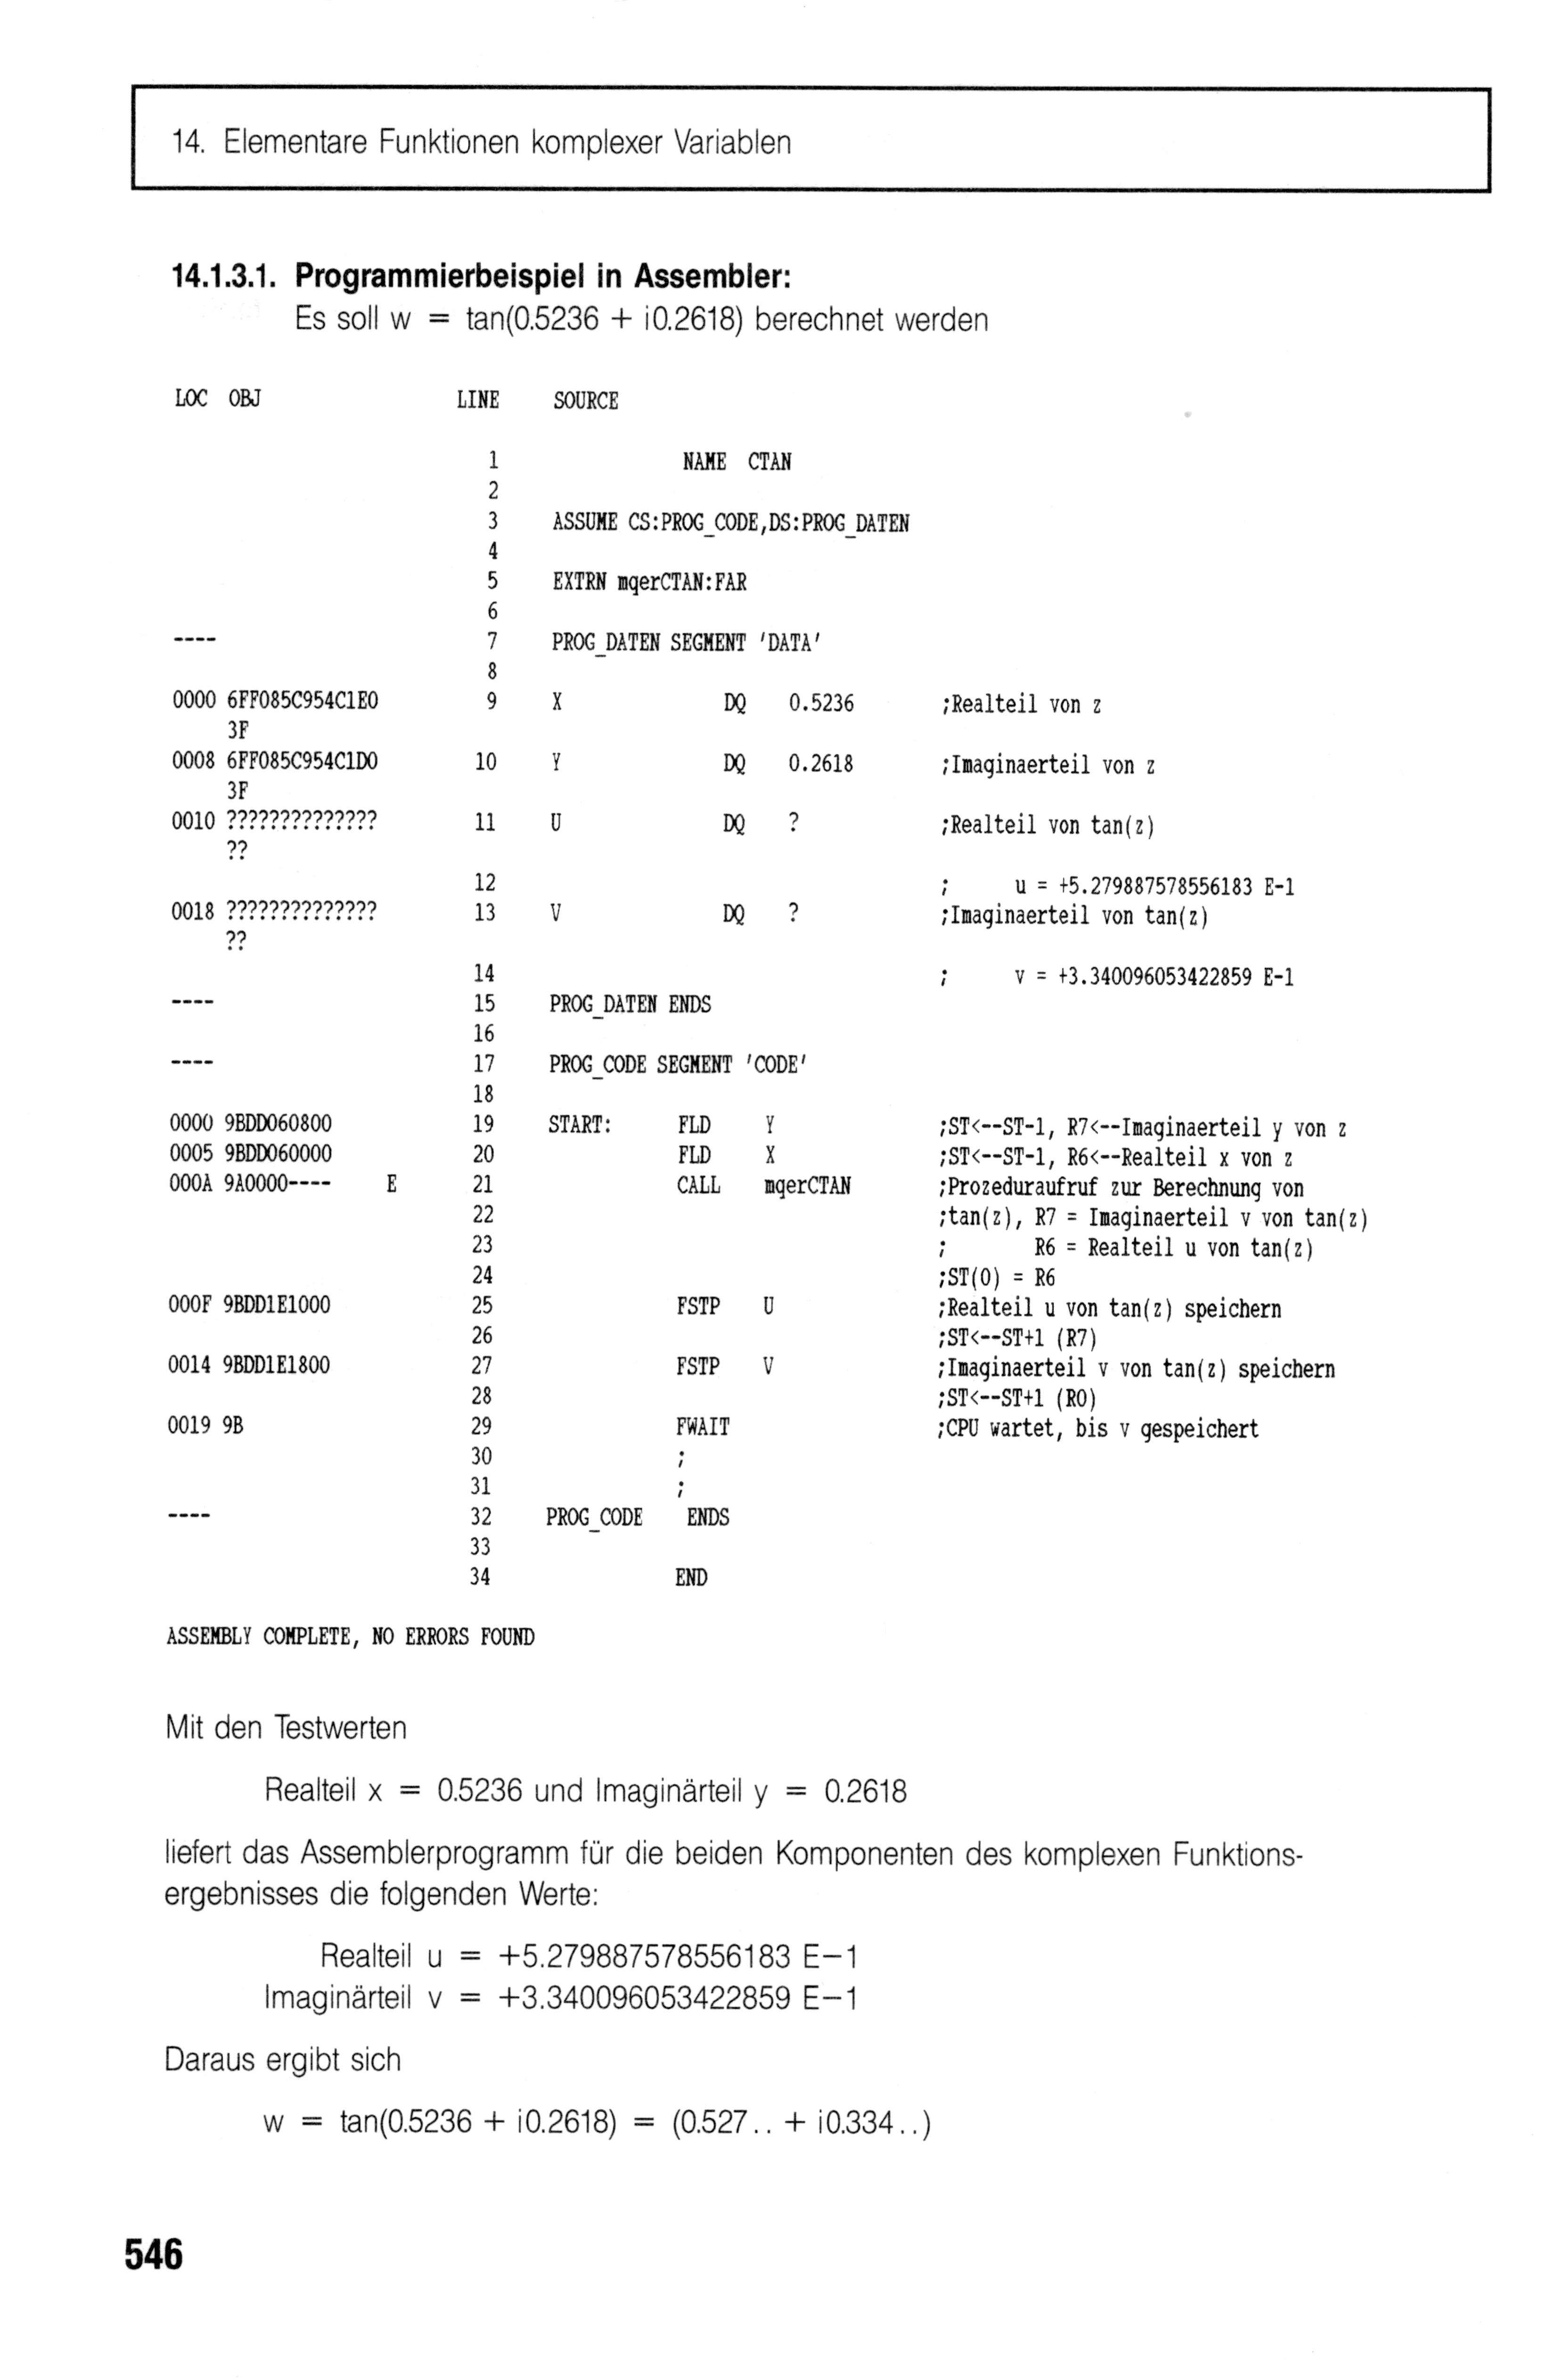 14. Elementare Funktionen komplexer Variablen
14.1.3.1. Programmierbeispiel in Assembler:
Es soll w = tan(0.5236 + i0.2618) berechnet werden
LOC OBJ LINE SOURCE
1 NAME CTAN
2
3 ASSUME CS:PROG_CODE,DS:PROG_DATEN
4
5 EXTRN mqerCTAN:FAR
6
---- 7 PROG_DATEN SEGMENT 'DATA'
8
0000 6FF085C954C1E0 9 X DQ 0.5236 ;Realteil von z
3F
0008 6FF085C954C1D0 10 Y DQ 0.2618 ;Imaginaerteil von z
3F
0010 ?????????????? 11 U DQ ? ;Realteil von tan(z)
??
12 ; u = +5.279887578556183 E-1
0018 ?????????????? 13 V DQ ? ;Imaginaerteil von tan(z)
??
14 ; v = +3.340096053422859 E-1
---- 15 PROG_DATEN ENDS
16
---- 17 PROG_CODE SEGMENT 'CODE'
18
0000 9BDD060800 19 START: FLD Y ;ST<--ST-1, R7<--Imaginaerteil y von z
0005 9BDD060000 20 FLD X ;ST<--ST-1, R6<--Realteil x von z
000A 9A0000---- E 21 CALL mqerCTAN ;Prozeduraufruf zur Berechnung von
22 ;tan(z), R7 = Imaginaerteil v von tan(z)
23 ; R6 = Realteil u von tan(z)
24 ;ST(0) = R6
000F 9BDD1E1000 25 FSTP U ;Realteil u von tan(z) speichern
26 ;ST<--ST+1 (R7)
0014 9BDD1E1800 27 FSTP V ;Imaginaerteil v von tan(z) speichern
28 ;ST<--ST+1 (R0)
0019 9B 29 FWAIT ;CPU wartet, bis v gespeichert
30 ;
31 ;
---- 32 PROG_CODE ENDS
33
34 END
ASSEMBLY COMPLETE, NO ERRORS FOUND
Mit den Testwerten
Realteil x = 0.5236 und Imaginärteil y = 0.2618
liefert das Assemblerprogramm für die beiden Komponenten des komplexen Funktions-
ergebnisses die folgenden Werte:
Realteil u = +5.279887578556183 E−1
Imaginärteil v = +3.340096053422859 E−1
Daraus ergibt sich
w = tan(0.5236 + i0.2618) = (0.527.. + i0.334..)
546